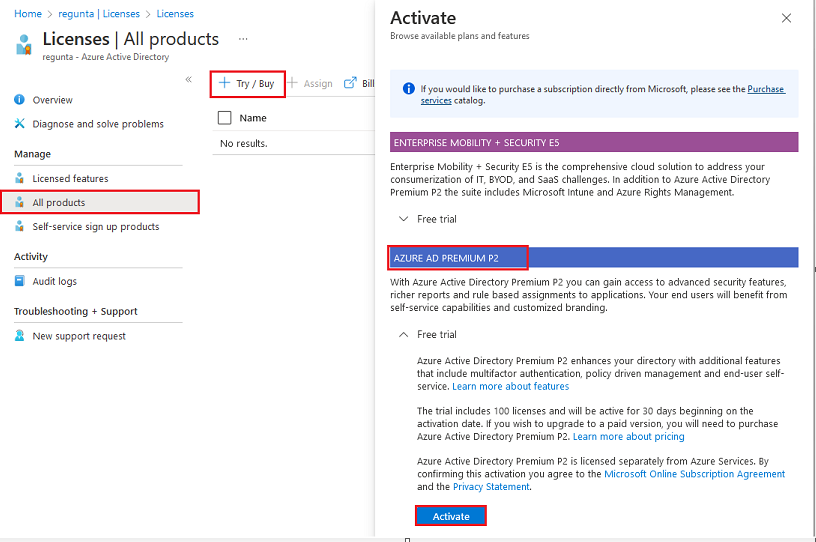 Home > regunta | Licenses > Licenses
Licenses | All products ...
regunta - Azure Active Directory
«
Overview
Diagnose and solve problems
Manage
Licensed features
All products
Self-service sign up products
Activity
Audit logs
Troubleshooting + Support
New support request
+ Try / Buy + Assign Bill
Name
No results.
Activate
Browse available plans and features
If you would like to purchase a subscription directly from Microsoft, please see the Purchase
services catalog.
ENTERPRISE MOBILITY + SECURITY E5
Enterprise Mobility + Security E5 is the comprehensive cloud solution to address your
consumerization of IT, BYOD, and SaaS challenges. In addition to Azure Active Directory
Premium P2 the suite includes Microsoft Intune and Azure Rights Management.
Free trial
AZURE AD PREMIUM P2
With Azure Active Directory Premium P2 you can gain access to advanced security features,
richer reports and rule based assignments to applications. Your end users will benefit from
self-service capabilities and customized branding.
Free trial
Azure Active Directory Premium P2 enhances your directory with additional features
that include multifactor authentication, policy driven management and end-user self-
service. Learn more about features
The trial includes 100 licenses and will be active for 30 days beginning on the
activation date. If you wish to upgrade to a paid version, you will need to purchase
Azure Active Directory Premium P2. Learn more about pricing
Azure Active Directory Premium P2 is licensed separately from Azure Services. By
confirming this activation you agree to the Microsoft Online Subscription Agreement
and the Privacy Statement.
Activate